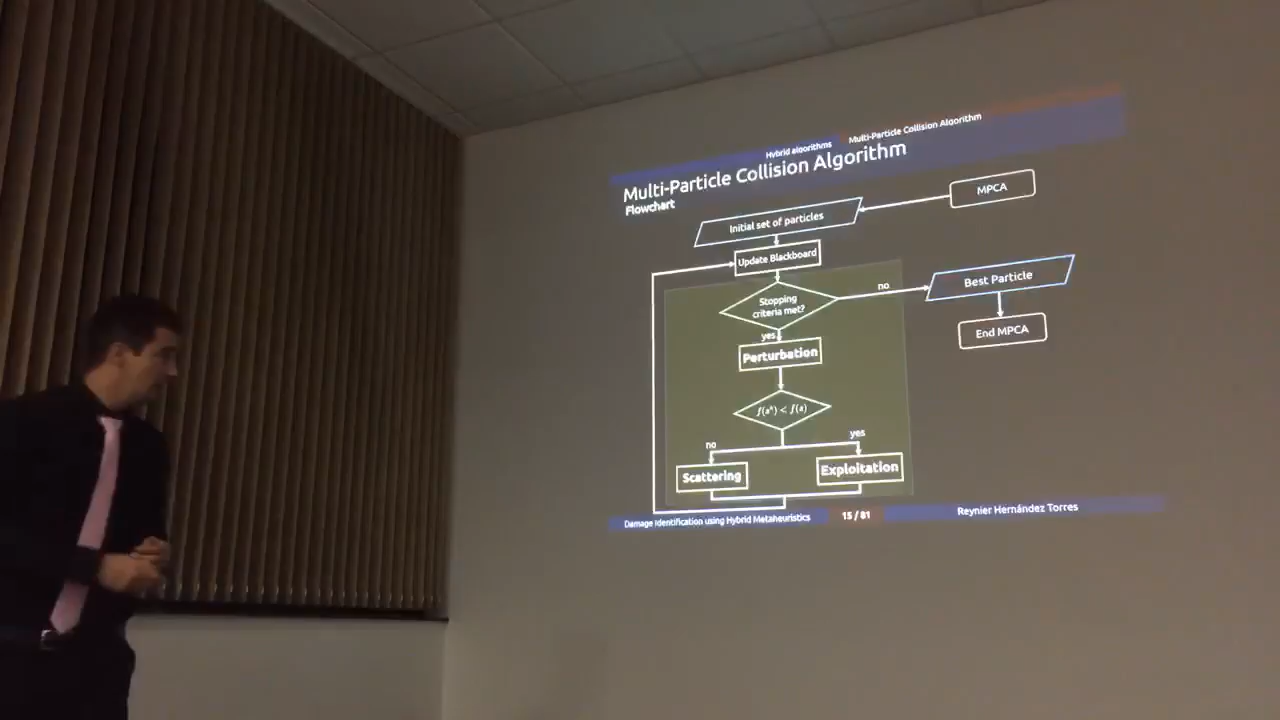 Hybrid algorithms
Multi-Particle Collision Algorithm
Multi-Particle Collision Algorithm
Flowchart
MPCA
Initial set of particles
Update Blackboard
Stopping
criteria met?
no
Best Particle
End MPCA
yes
Perturbation
f(aⁿ) < f(a)
no
yes
Scattering
Exploitation
Damage Identification using Hybrid Metaheuristics
15 / 81
Reynier Hernández Torres